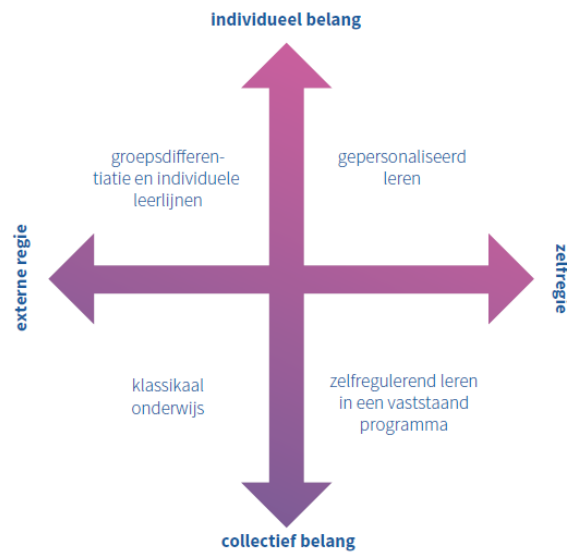 individueel belang
groepsdifferen-
tiatie en individuele
leerlijnen
gepersonaliseerd
leren
externe regie
zelfregie
klassikaal
onderwijs
zelfregulerend leren
in een vaststaand
programma
collectief belang